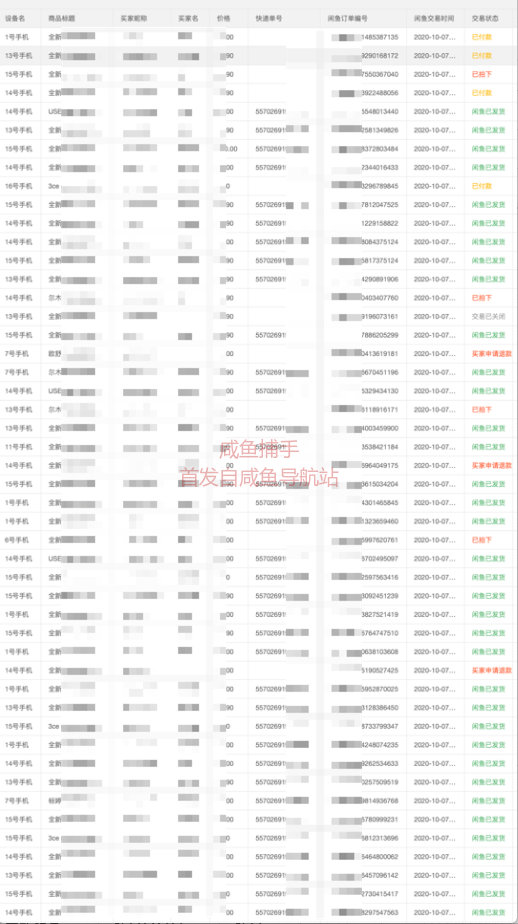 设备名 商品标题 买家昵称 买家名 价格 快递单号 闲鱼订单编号 闲鱼交易时间 交易状态
1号手机 全新 00 1485387135 2020-10-07... 已付款
13号手机 全新 90 9290168172 2020-10-07... 已付款
15号手机 全新 90 7550367040 2020-10-07... 已拍下
14号手机 全新 90 3922488056 2020-10-07... 已付款
14号手机 USE 00 55702691 5548013440 2020-10-07... 闲鱼已发货
13号手机 全新 90 55702691 2581349826 2020-10-07... 闲鱼已发货
15号手机 全新 0.00 55702691 8372803484 2020-10-07... 闲鱼已发货
14号手机 全新 00 55702691 2344016433 2020-10-07... 闲鱼已发货
16号手机 3ce 0 3296789845 2020-10-07... 已付款
15号手机 全新 90 55702691 7812047525 2020-10-07... 闲鱼已发货
14号手机 全新 90 55702691 1229158822 2020-10-07... 闲鱼已发货
14号手机 全新 00 55702691 8084375124 2020-10-07... 闲鱼已发货
15号手机 全新 90 55702691 5817375124 2020-10-07... 闲鱼已发货
13号手机 全新 90 55702691 4290891906 2020-10-07... 闲鱼已发货
14号手机 尔木 90 0403407760 2020-10-07... 已拍下
13号手机 全新 90 9196073161 2020-10-07... 交易已关闭
15号手机 全新 90 55702691 7886205299 2020-10-07... 闲鱼已发货
7号手机 欧舒 00 0413619181 2020-10-07... 买家申请退款
7号手机 尔木 90 55702691 6670451196 2020-10-07... 闲鱼已发货
14号手机 USE 00 55702691 5329434130 2020-10-07... 闲鱼已发货
13号手机 尔木 90 6118916171 2020-10-07... 已拍下
13号手机 全新 90 55702691 4003459900 2020-10-07... 闲鱼已发货
11号手机 全新 55702691 3538421184 2020-10-07... 闲鱼已发货
咸鱼捕手
14号手机 全新 00 6964049175 2020-10-07... 买家申请退款
首发自咸鱼导航站
15号手机 全新 3615034204 2020-10-07... 闲鱼已发货
1号手机 全新 00 55702691 4301465845 2020-10-07... 闲鱼已发货
1号手机 全新 00 55702691 1323659460 2020-10-07... 闲鱼已发货
6号手机 全新 00 5997620761 2020-10-07... 已拍下
14号手机 USE 00 55702691 8702495097 2020-10-07... 闲鱼已发货
15号手机 全新 0 55702691 2597563416 2020-10-07... 闲鱼已发货
15号手机 全新 90 55702691 8092451239 2020-10-07... 闲鱼已发货
1号手机 全新 00 55702691 3827521419 2020-10-07... 闲鱼已发货
15号手机 全新 90 55702691 6764747510 2020-10-07... 闲鱼已发货
1号手机 全新 00 55702691 0638103608 2020-10-07... 闲鱼已发货
14号手机 全新 00 5190527425 2020-10-07... 买家申请退款
1号手机 全新 00 55702691 5952870025 2020-10-07... 闲鱼已发货
13号手机 全新 90 55702691 3128386450 2020-10-07... 闲鱼已发货
15号手机 3ce 0 55702691 8733799347 2020-10-07... 闲鱼已发货
1号手机 全新 00 55702691 4248074235 2020-10-07... 闲鱼已发货
14号手机 全新 00 55702691 9262534633 2020-10-07... 闲鱼已发货
13号手机 全新 90 55702691 0257509519 2020-10-07... 闲鱼已发货
7号手机 00 55702691 9814936768 2020-10-07... 闲鱼已发货
15号手机 全新 00 55702691 5780999231 2020-10-07... 闲鱼已发货
15号手机 3ce 0 55702691 5812313696 2020-10-07... 闲鱼已发货
14号手机 全新 00 55702691 8464800062 2020-10-07... 闲鱼已发货
13号手机 全新 00 55702691 6457096142 2020-10-07... 闲鱼已发货
15号手机 全新 0 55702691 2730415417 2020-10-07... 闲鱼已发货
14号手机 全新 00 55702691 3297547563 2020-10-07... 闲鱼已发货